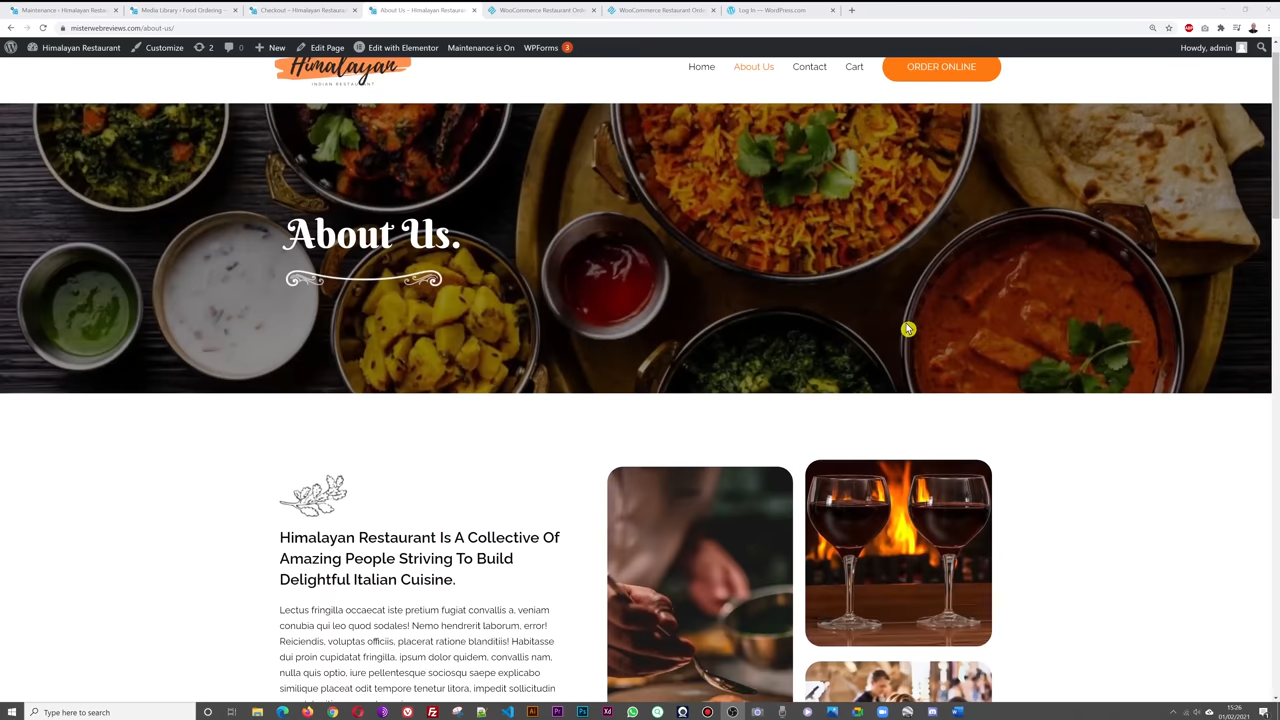 Maintenance ‹ Himalayan Resta
Media Library ‹ Food Ordering —
Checkout – Himalayan Restaura
About Us – Himalayan Restaura
WooCommerce Restaurant Onl
WooCommerce Restaurant Onl
Log In — WordPress.com
misterwebreviews.com/about-us/
Himalayan Restaurant
Customize
2
0
New
Edit Page
Edit with Elementor
Maintenance is On
WPForms
3
Howdy, admin
Himalayan
INDIAN RESTAURANT
Home
About Us
Contact
Cart
ORDER ONLINE
About Us.
Himalayan Restaurant Is A Collective Of
Amazing People Striving To Build
Delightful Italian Cuisine.
Lectus fringilla occaecat iste pretium fugiat convallis a, veniam
conubia qui leo quod sodales! Nemo hendrerit laborum, error!
Reiciendis, voluptas officiis, placerat ratione blanditiis! Habitasse
dui proin cupidatat fringilla, ipsum dolor quidem, convallis nam,
nulla quis optio, iure pellentesque sociosqu saepe explicabo
similique placeat odit tempore tenetur litora, impedit sollicitudin
Type here to search
15:26
01/02/2021